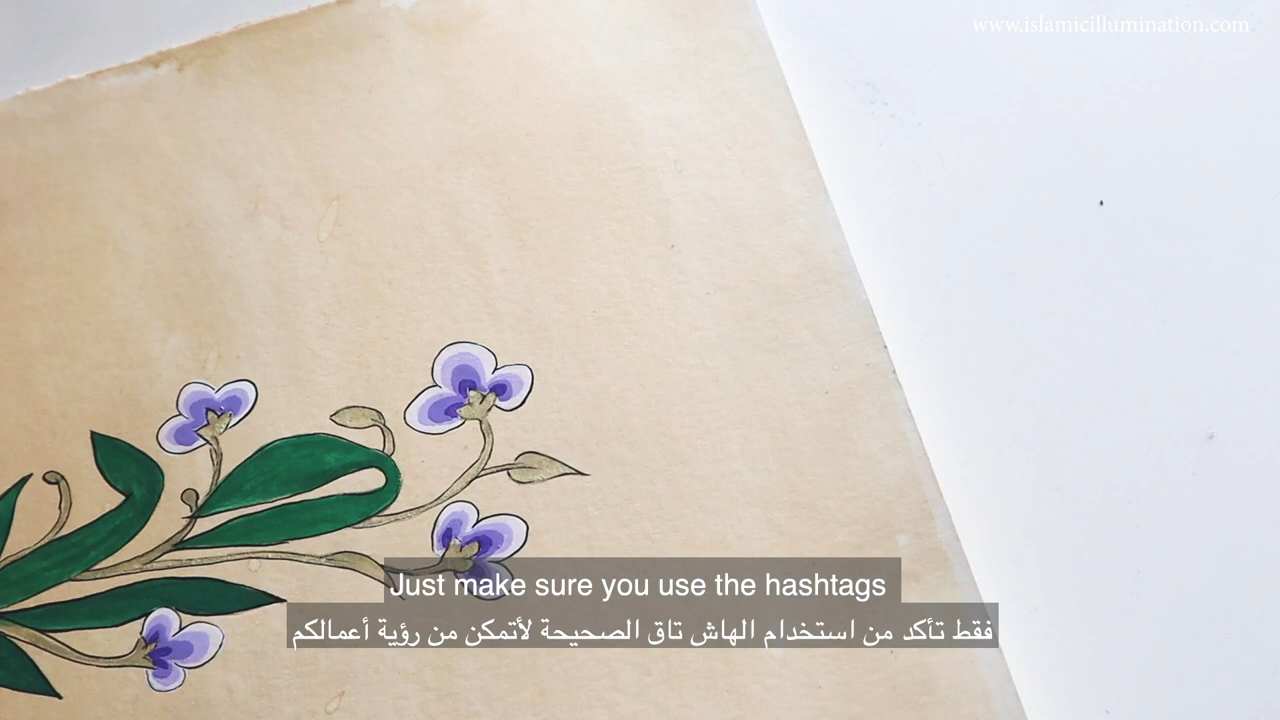 www.islamicillumination.com
Just make sure you use the hashtags
فقط تأكد من استخدام الهاش تاق الصحيحة لأتمكن من رؤية أعمالكم